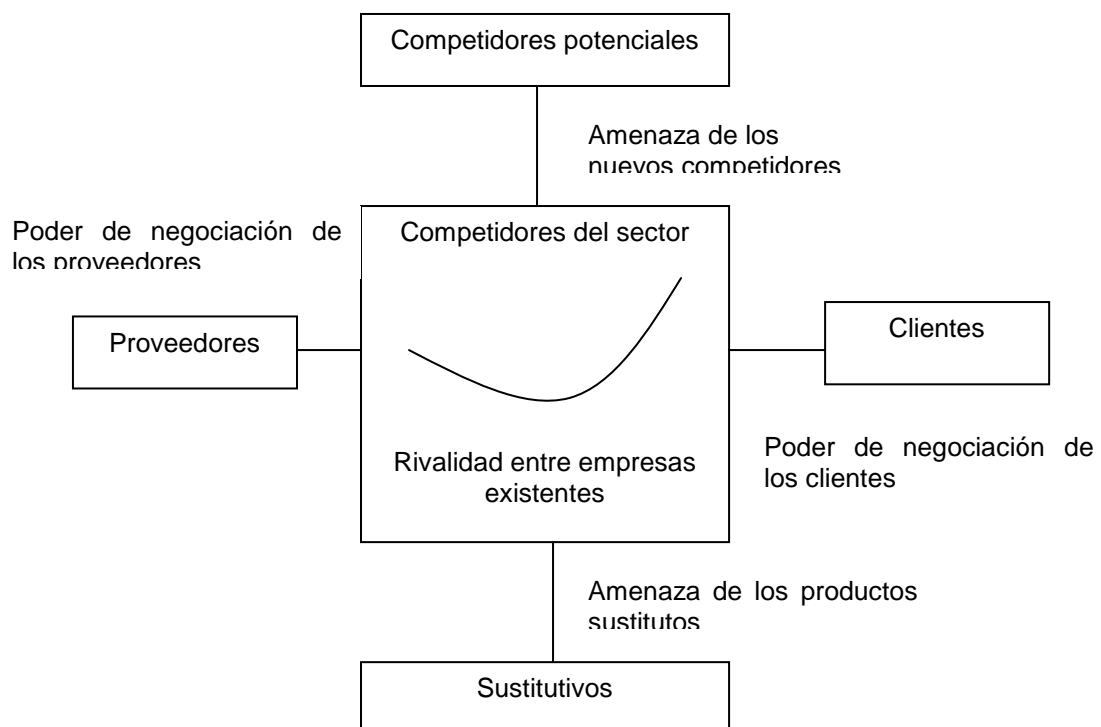 Competidores potenciales
Amenaza de los
nuevos competidores
Poder de negociación de
los proveedores
Competidores del sector
Proveedores
Clientes
Rivalidad entre empresas
existentes
Poder de negociación de
los clientes
Amenaza de los productos
sustitutos
Sustitutivos